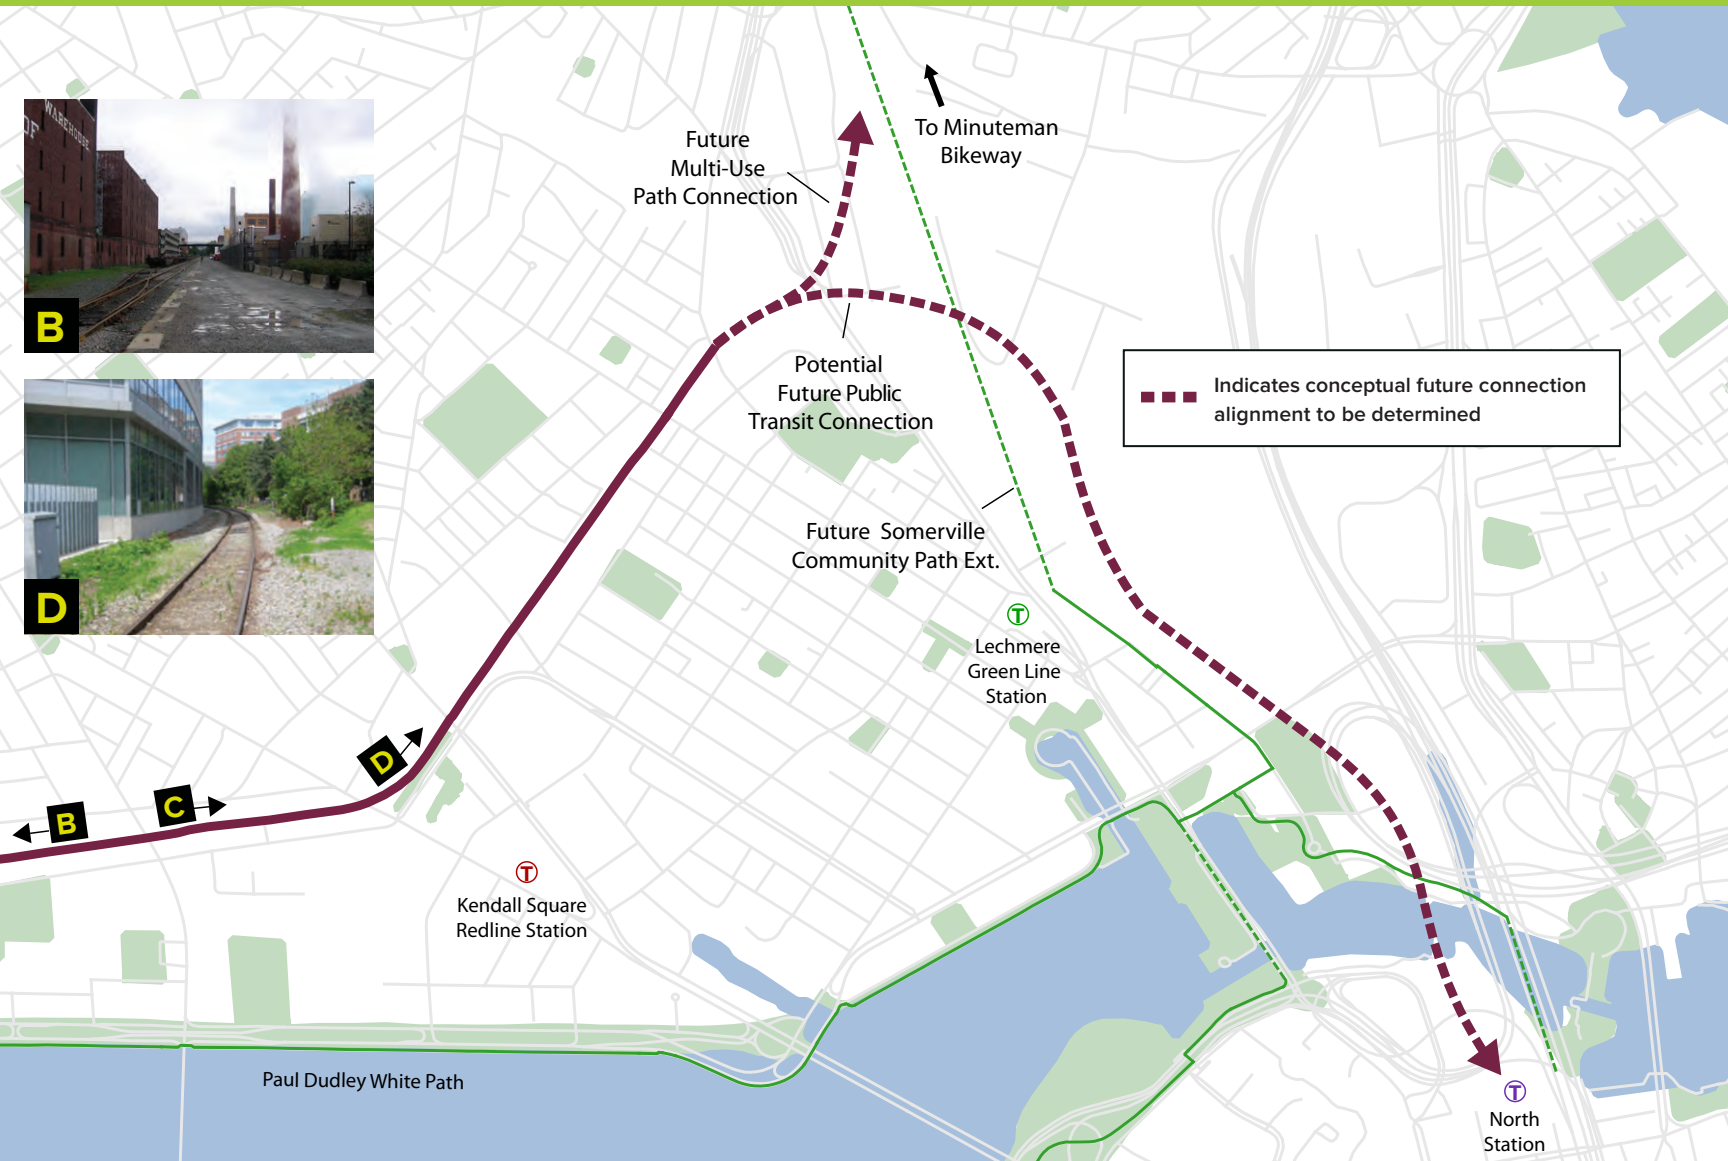 WAREHOUSE
OF
B
D
Future
Multi-Use
Path Connection
To Minuteman
Bikeway
Potential
Future Public
Transit Connection
Indicates conceptual future connection
alignment to be determined
Future Somerville
Community Path Ext.
T
Lechmere
Green Line
Station
D
C
B
T
Kendall Square
Redline Station
Paul Dudley White Path
T
North
Station